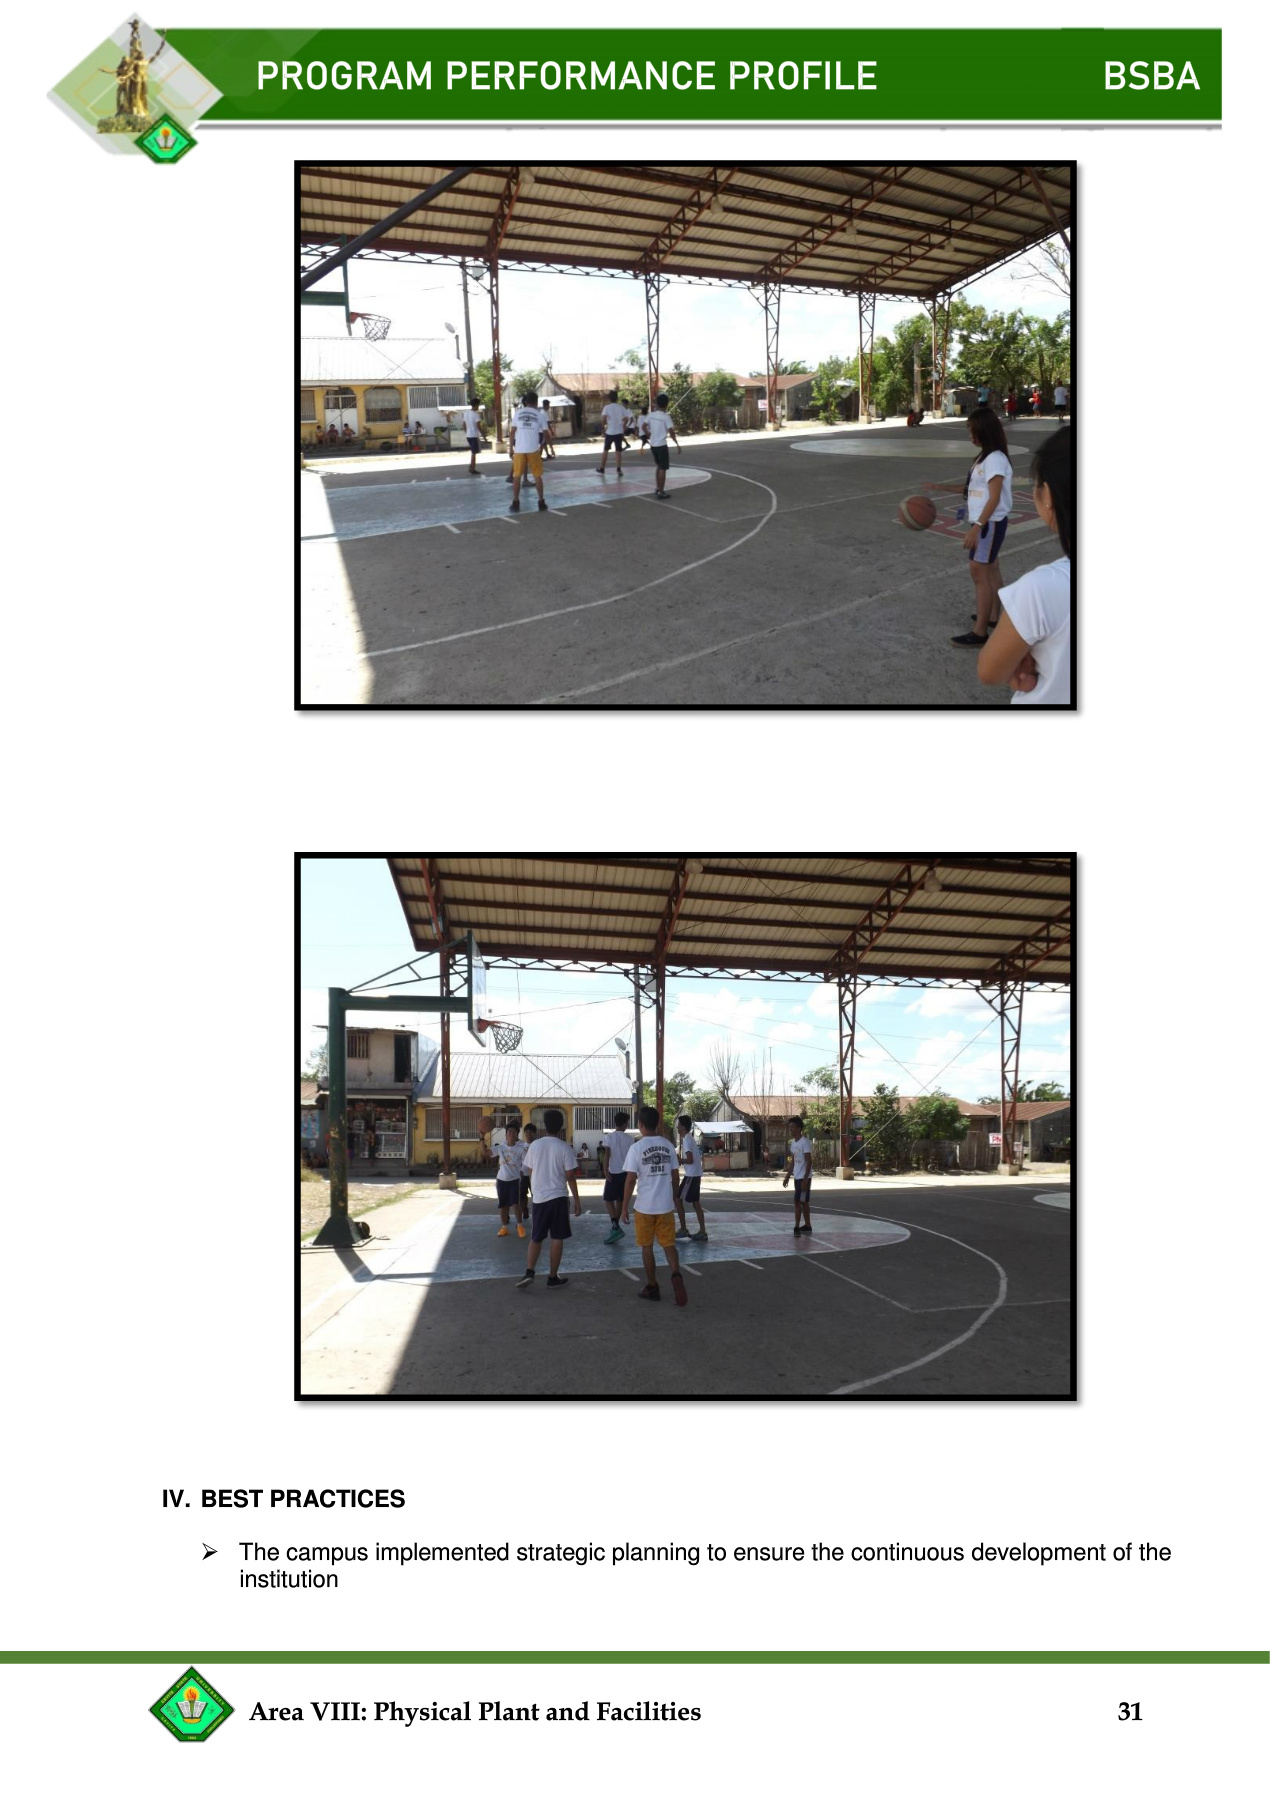 PROGRAM PERFORMANCE PROFILE BSBA
IV. BEST PRACTICES
➢ The campus implemented strategic planning to ensure the continuous development of the
institution
Area VIII: Physical Plant and Facilities 31